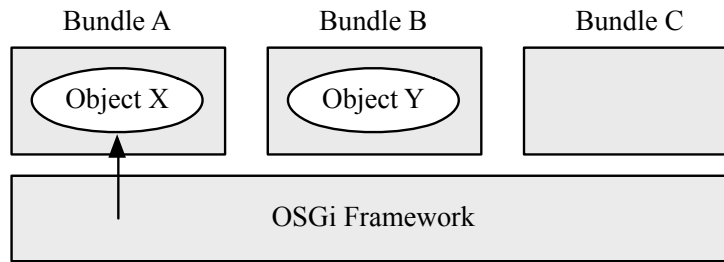 Bundle A Bundle B Bundle C
Object X Object Y
OSGi Framework